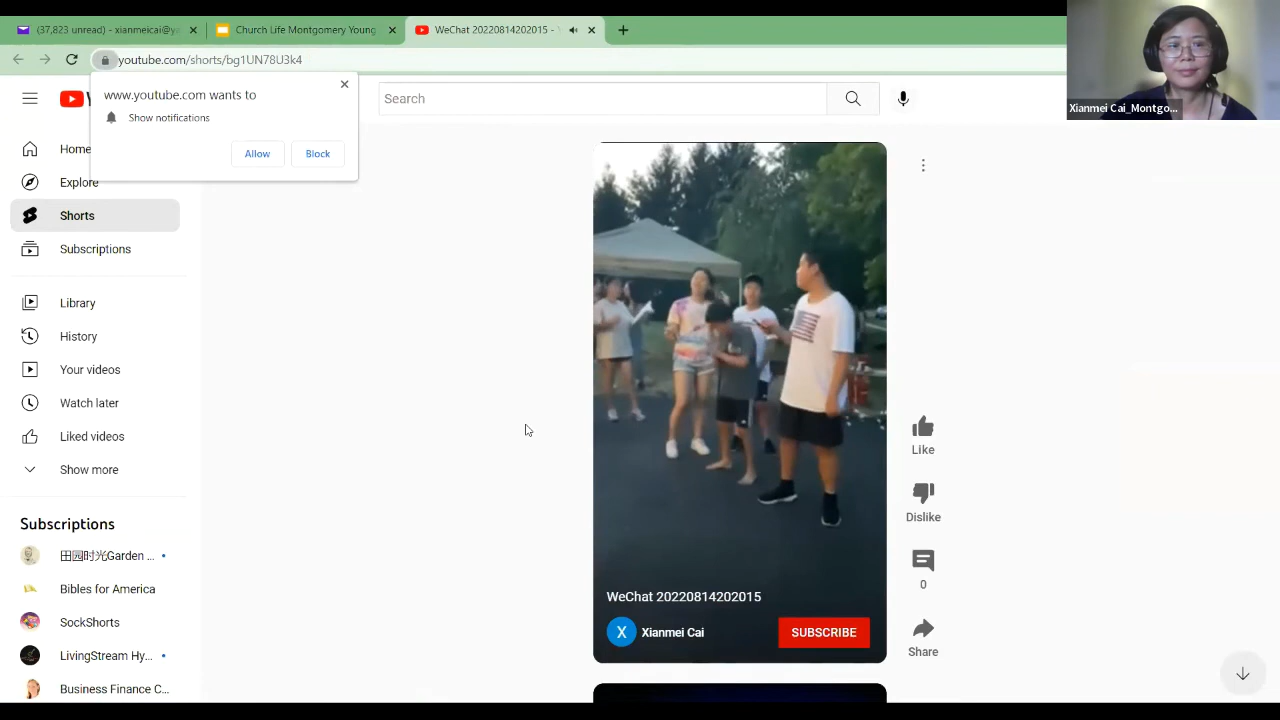 (37,823 unread) - xianmeicai@ya
Church Life Montgomery Young
WeChat 20220814202015 -
youtube.com/shorts/bg1UN78U3k4
www.youtube.com wants to
Show notifications
Allow
Block
Search
Xianmei Cai_Montgo...
Home
Explore
Shorts
Subscriptions
Library
History
Your videos
Watch later
Liked videos
Show more
Subscriptions
田园时光Garden ...
Bibles for America
SockShorts
LivingStream Hy...
Business Finance C...
WeChat 20220814202015
X
Xianmei Cai
SUBSCRIBE
Like
Dislike
0
Share